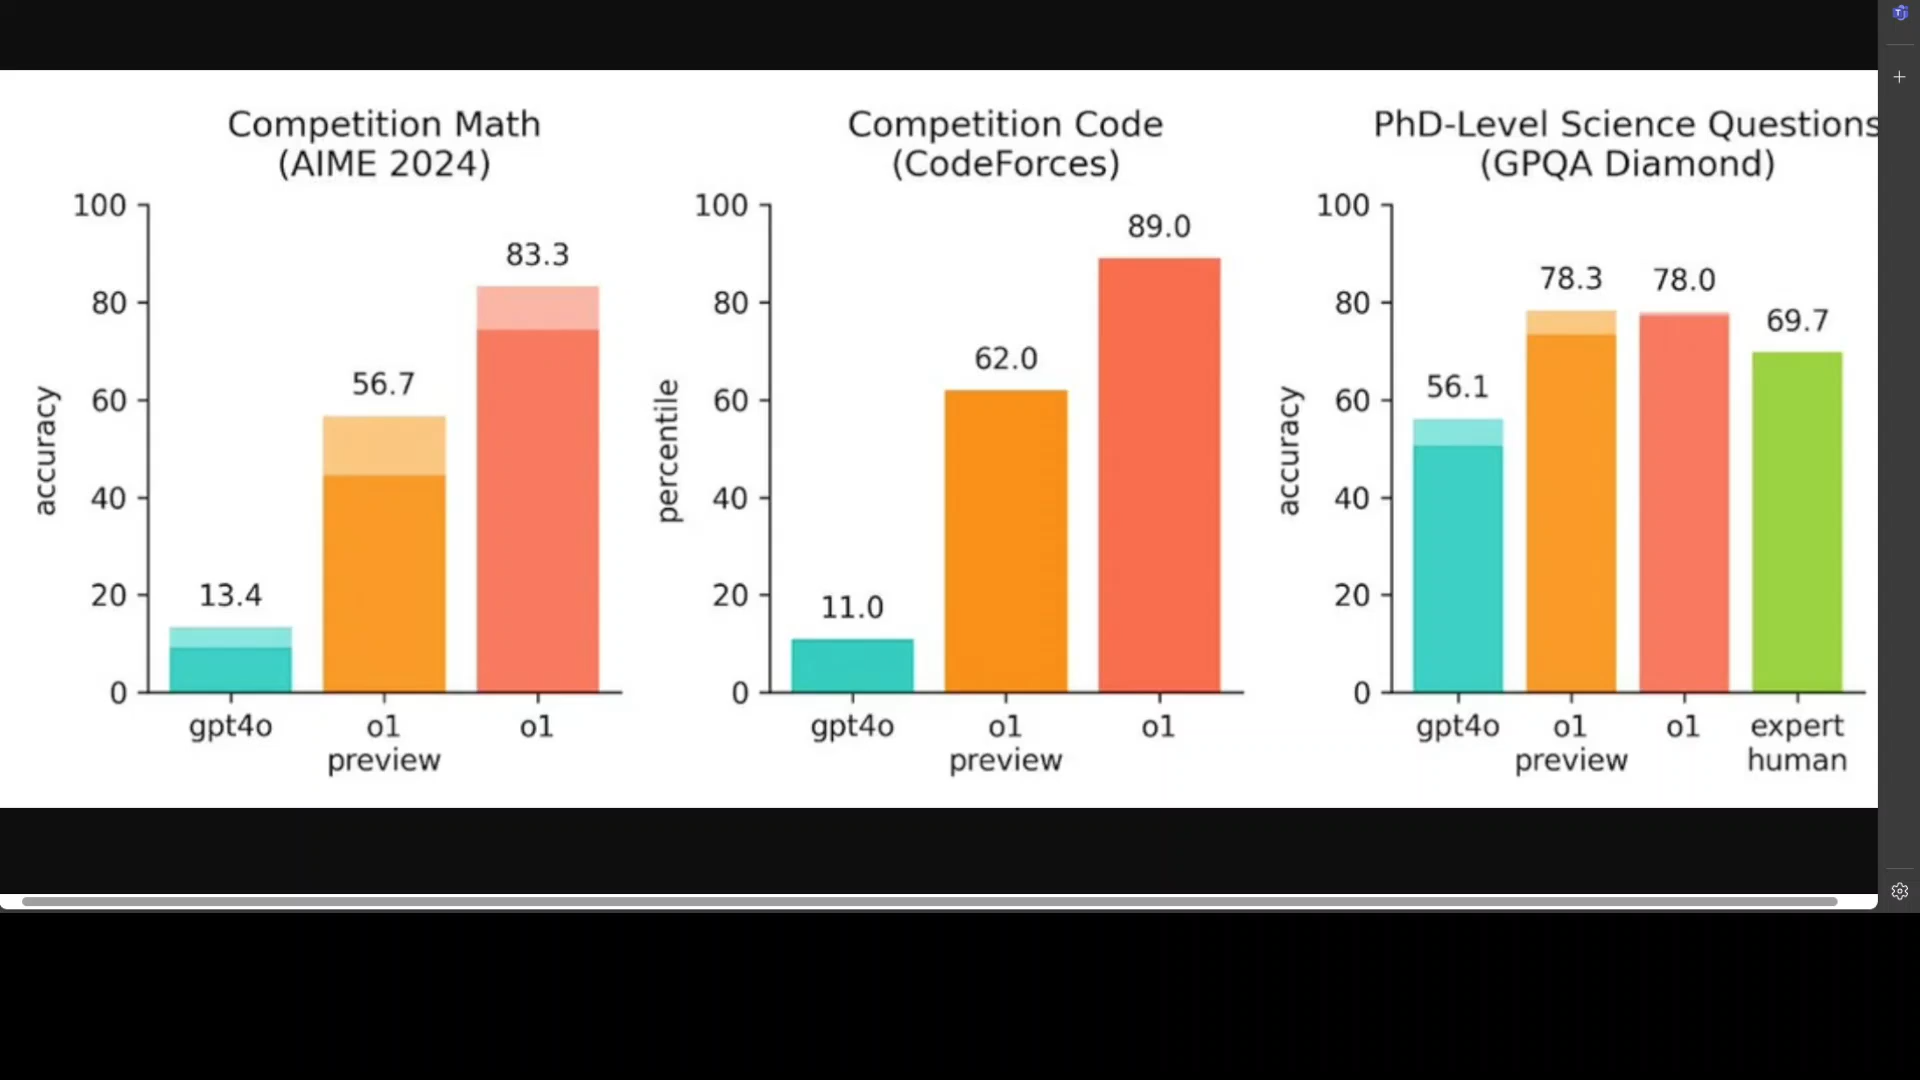 Competition Math
(AIME 2024)
accuracy
100
80
60
40
20
0
13.4
56.7
83.3
gpt4o
o1
preview
o1
Competition Code
(CodeForces)
percentile
100
80
60
40
20
0
11.0
62.0
89.0
gpt4o
o1
preview
o1
PhD-Level Science Questions
(GPQA Diamond)
accuracy
100
80
60
40
20
0
56.1
78.3
78.0
69.7
gpt4o
o1
preview
o1
expert
human